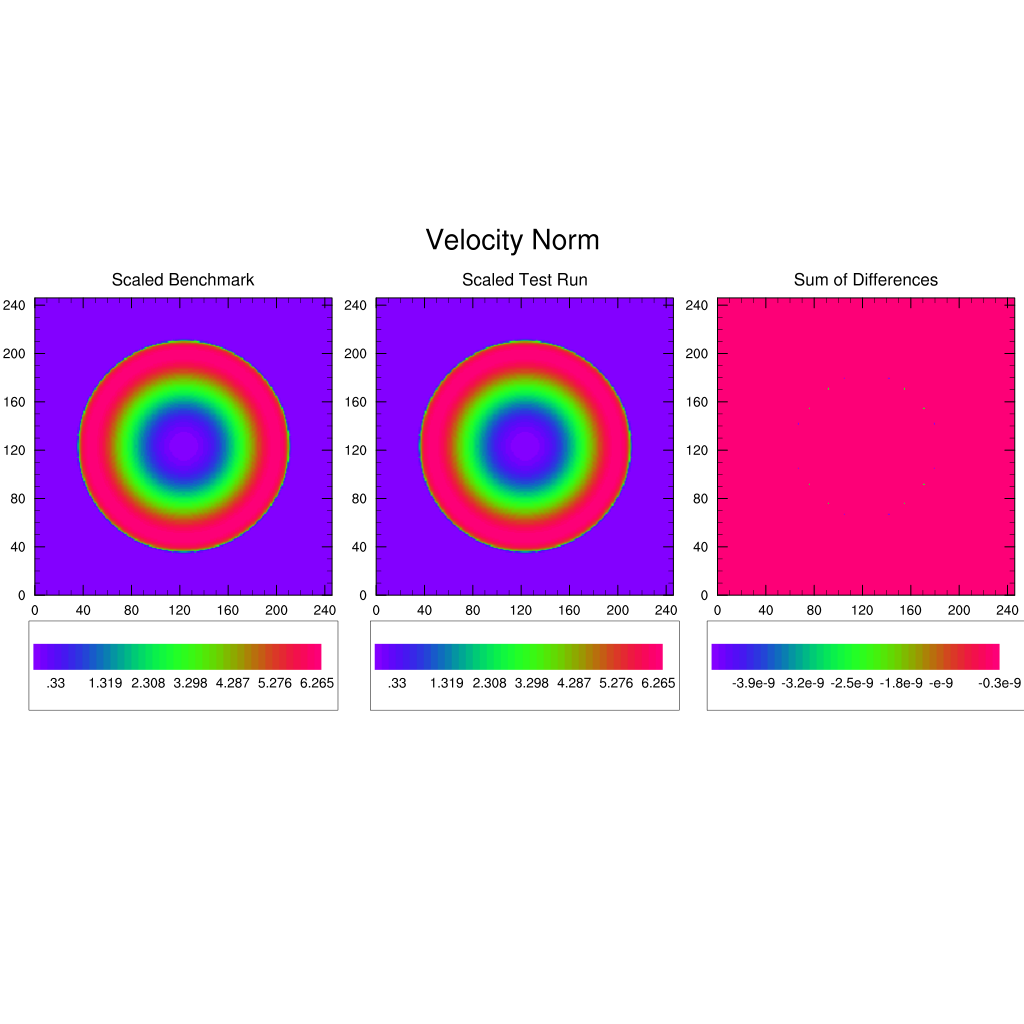 Velocity Norm
Scaled Benchmark
Scaled Test Run
Sum of Differences
240
200
160
120
80
40
0
0 40 80 120 160 200 240
.33 1.319 2.308 3.298 4.287 5.276 6.265
240
200
160
120
80
40
0
0 40 80 120 160 200 240
.33 1.319 2.308 3.298 4.287 5.276 6.265
240
200
160
120
80
40
0
0 40 80 120 160 200 240
-3.9e-9 -3.2e-9 -2.5e-9 -1.8e-9 -e-9 -0.3e-9